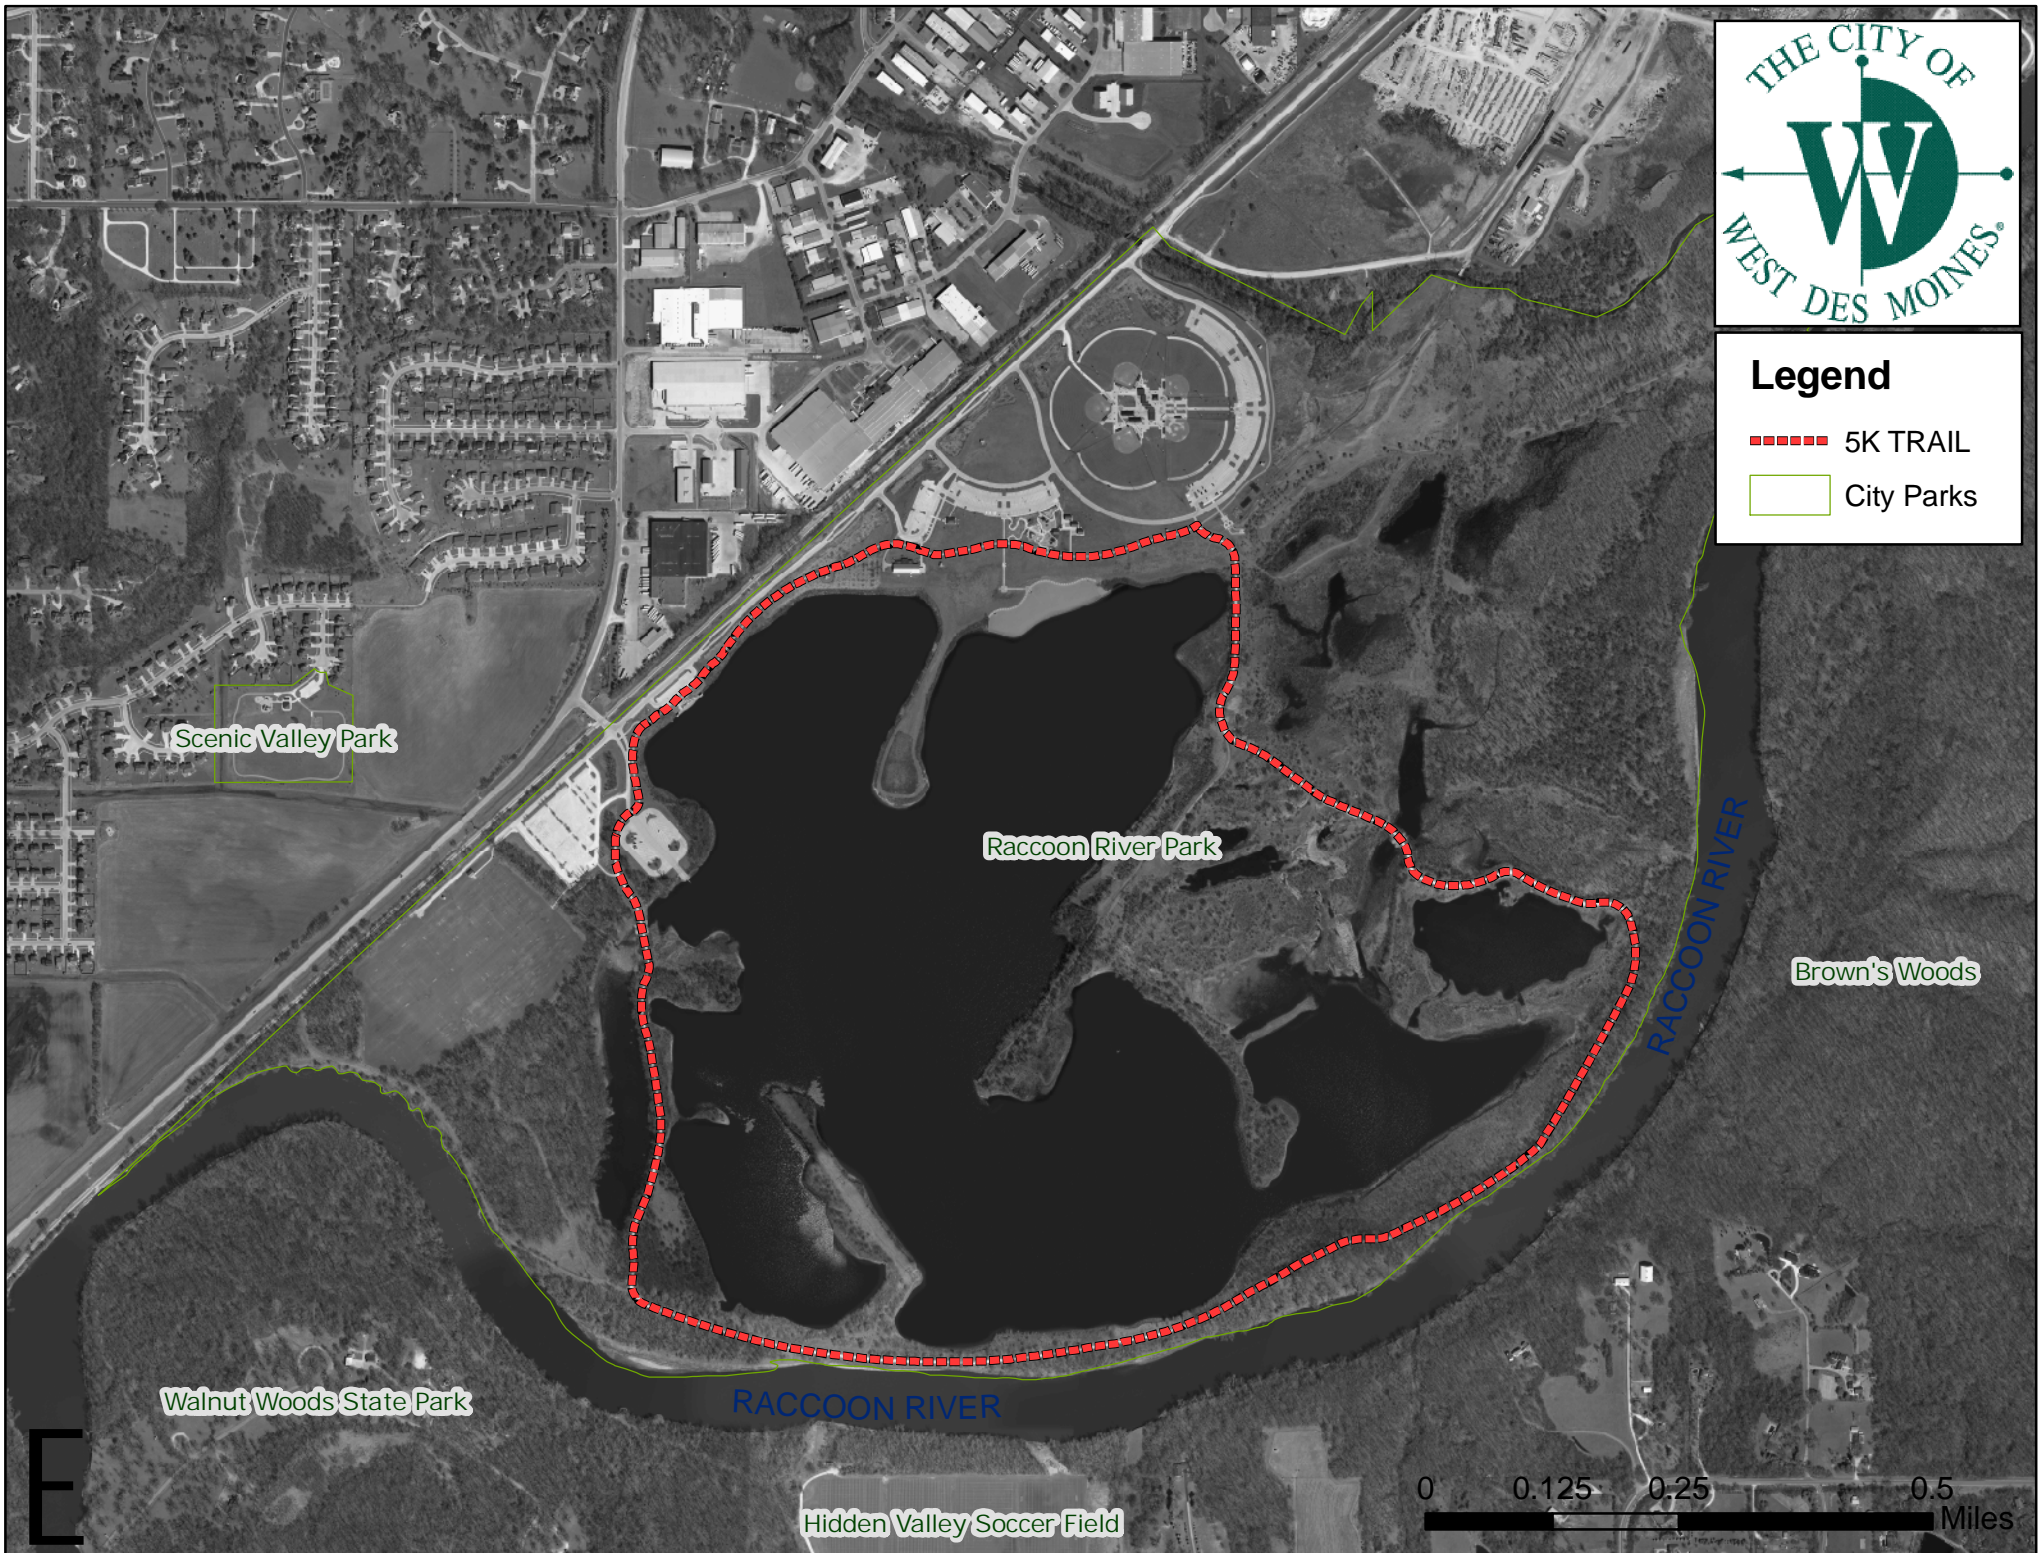 THE CITY OF
W
WEST DES MOINES®
Legend
5K TRAIL
City Parks
Scenic Valley Park
Raccoon River Park
RACCOON RIVER
Brown's Woods
Walnut Woods State Park
RACCOON RIVER
E
0 0.125 0.25 0.5
Miles
Hidden Valley Soccer Field